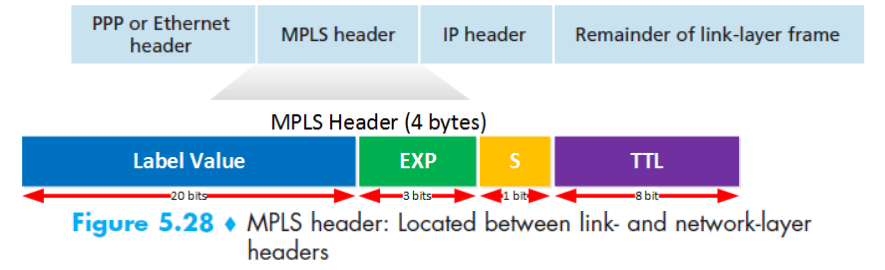 PPP or Ethernet
header
MPLS header
IP header
Remainder of link-layer frame
MPLS Header (4 bytes)
Label Value
EXP
S
TTL
20 bits
3 bits
1 bit
8 bit
Figure 5.28 ♦ MPLS header: Located between link- and network-layer
headers